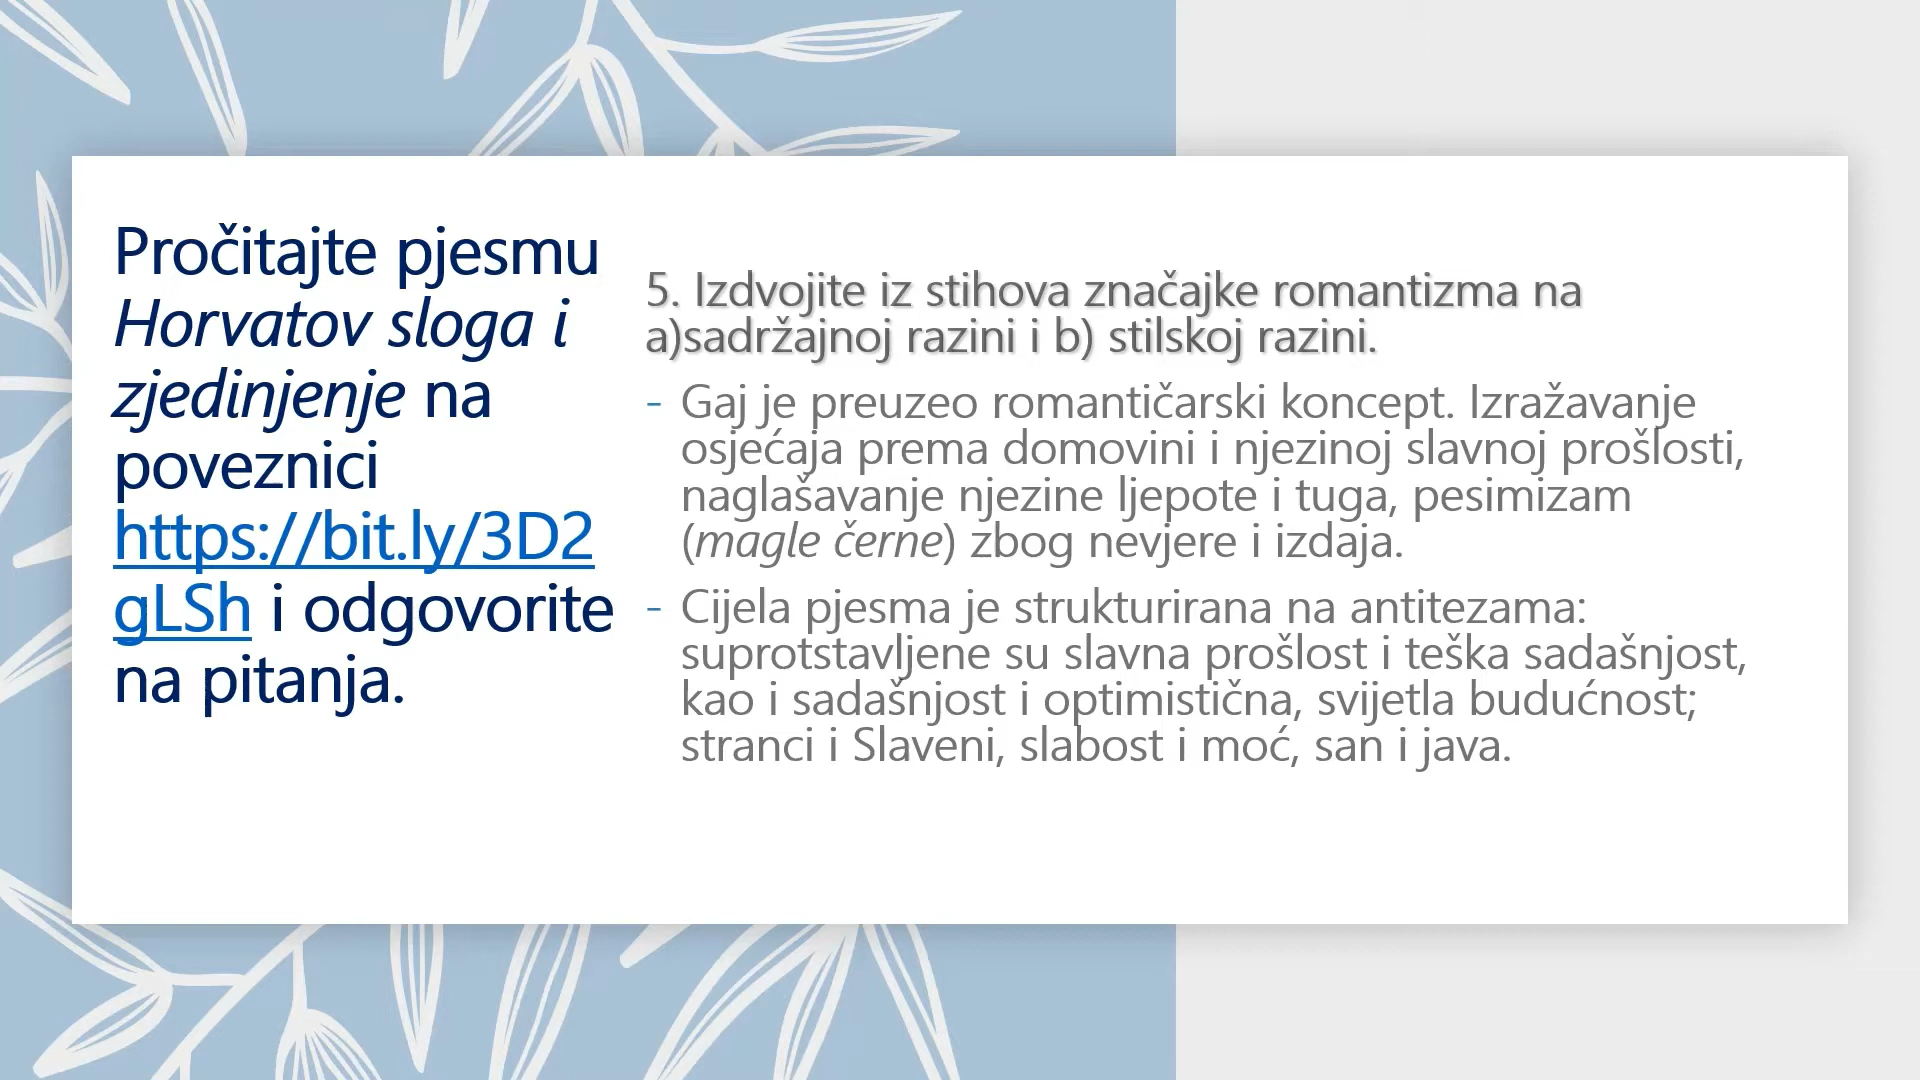 Pročitajte pjesmu
Horvatov sloga i
zjedinjenje na
poveznici
https://bit.ly/3D2
gLSh i odgovorite
na pitanja.
5. Izdvojite iz stihova značajke romantizma na
a)sadržajnoj razini i b) stilskoj razini.
- Gaj je preuzeo romantičarski koncept. Izražavanje
osjećaja prema domovini i njezinoj slavnoj prošlosti,
naglašavanje njezine ljepote i tuga, pesimizam
(magle černe) zbog nevjere i izdaja.
- Cijela pjesma je strukturirana na antitezama:
suprotstavljene su slavna prošlost i teška sadašnjost,
kao i sadašnjost i optimistična, svijetla budućnost;
stranci i Slaveni, slabost i moć, san i java.